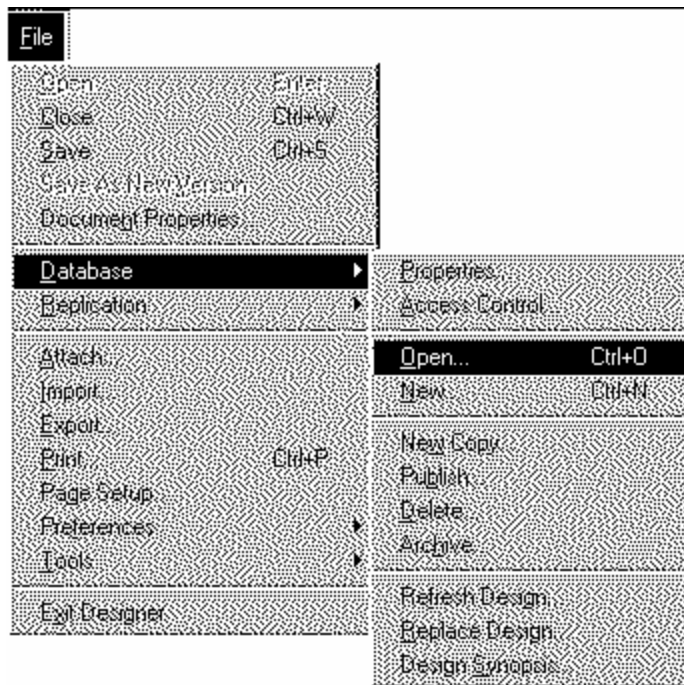 File
Open Enter
Close Ctrl+W
Save Ctrl+S
Save As New Version
Document Properties...
Database
Replication
Attach...
Import...
Export...
Print... Ctrl+P
Page Setup...
Preferences
Tools
Exit Designer
Properties...
Access Control...
Open... Ctrl+O
New... Ctrl+N
New Copy...
Publish...
Delete
Archive...
Refresh Design...
Replace Design...
Design Synopsis...